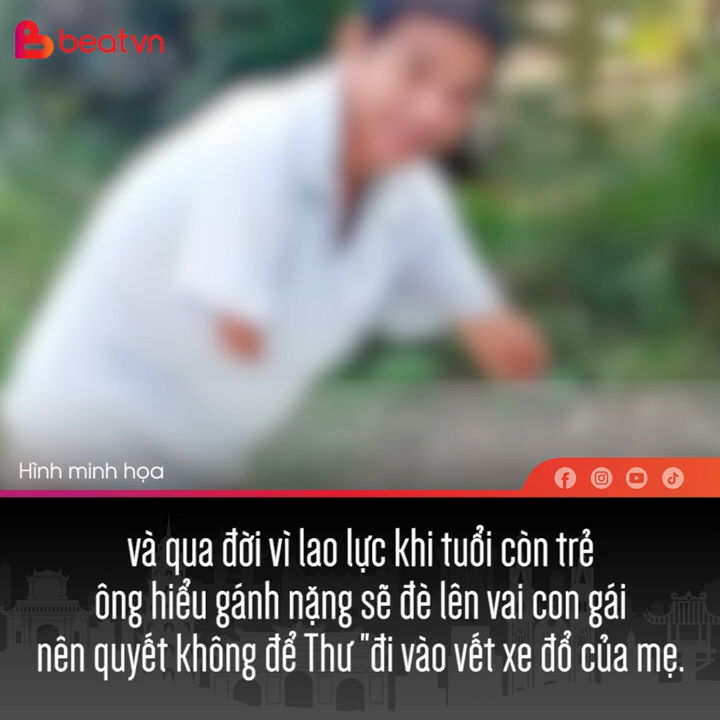 beatvn
Hình minh họa
và qua đời vì lao lực khi tuổi còn trẻ
ông hiểu gánh nặng sẽ đè lên vai con gái
nên quyết không để Thư "đi vào vết xe đổ của mẹ.